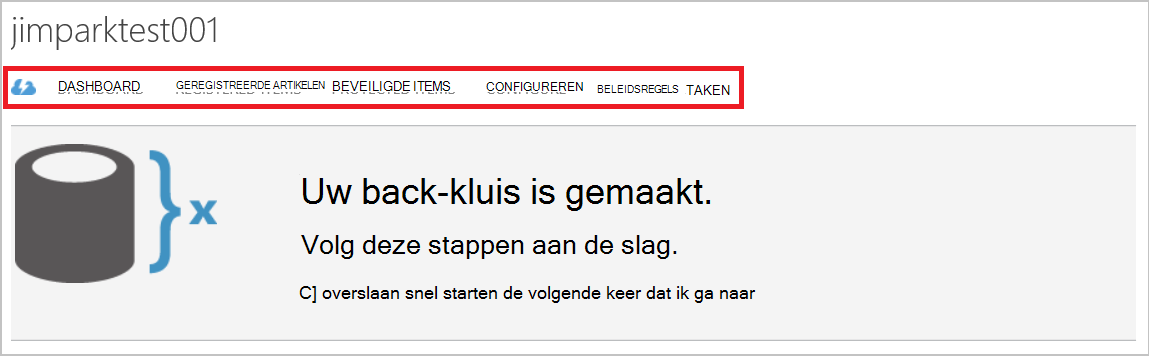 jimparktest001
DASHBOARD GEREGISTREERDE ARTIKELEN BEVEILIGDE ITEMS CONFIGUREREN BELEIDSREGELS TAKEN
Uw back-kluis is gemaakt.
Volg deze stappen aan de slag.
C] overslaan snel starten de volgende keer dat ik ga naar